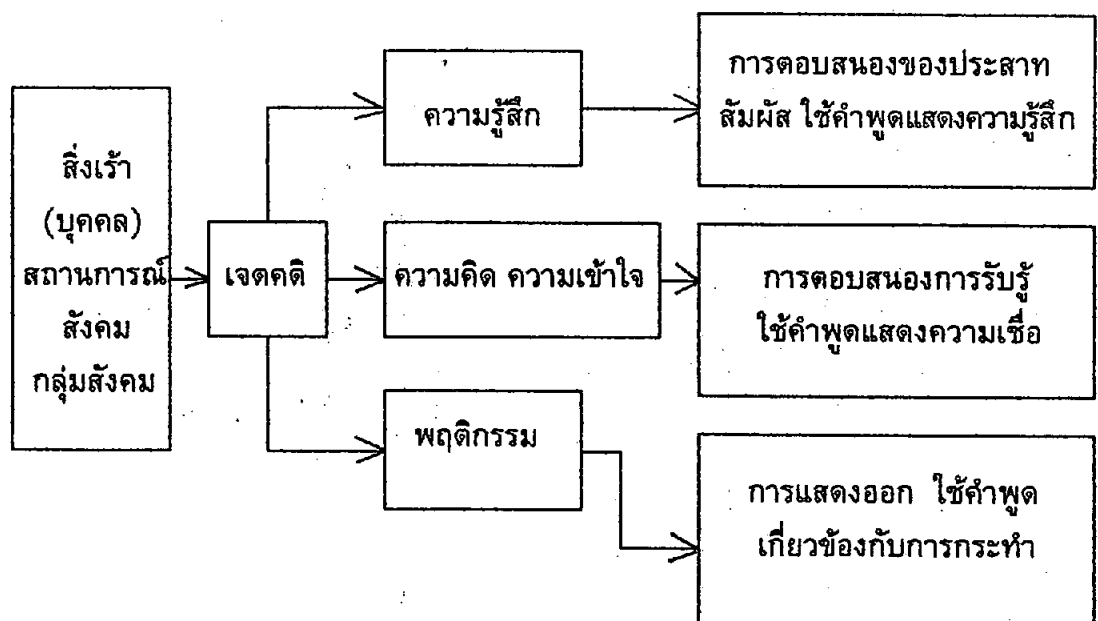 สิ่งเร้า
(บุคคล)
สถานการณ์
สังคม
กลุ่มสังคม
เจตคติ
ความรู้สึก
การตอบสนองของประสาท
สัมผัส ใช้คำพูดแสดงความรู้สึก
ความคิด ความเข้าใจ
การตอบสนองการรับรู้
ใช้คำพูดแสดงความเชื่อ
พฤติกรรม
การแสดงออก ใช้คำพูด
เกี่ยวข้องกับการกระทำ